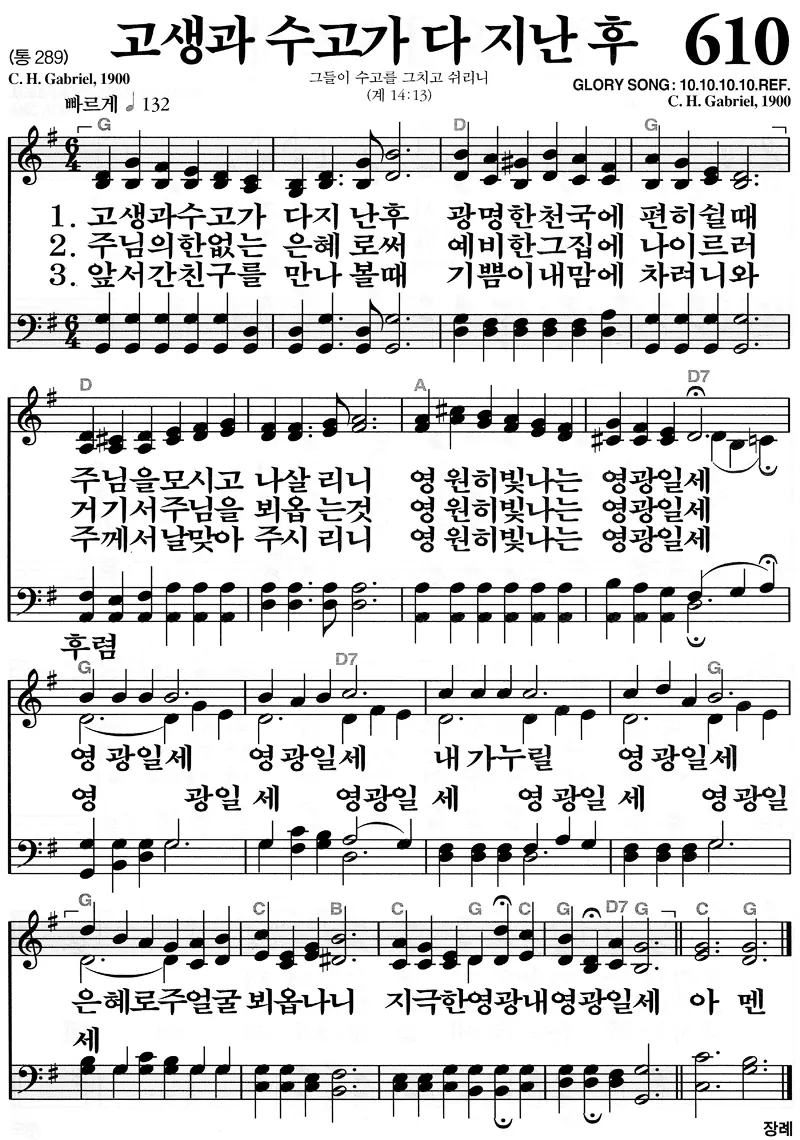 (통 289)
고생과 수고가 다 지난 후 610
C. H. Gabriel, 1900
그들이 수고를 그치고 쉬리니
(계 14:13)
GLORY SONG: 10.10.10.10.REF.
C. H. Gabriel, 1900
빠르게 ♩ 132
G D G
6/4
1. 고생과수고가 다지 난후 광명한천국에 편히쉴때
2. 주님의한없는 은혜 로써 예비한그집에 나이르러
3. 앞서간친구를 만나 볼때 기쁨이내맘에 차려니와
6/4
D A D7
주님을모시고 나살 리니 영원히빛나는 영광일세
거기서주님을 뵈옵 는것 영원히빛나는 영광일세
주께서날맞아 주시 리니 영원히빛나는 영광일세
후렴
G D7 G
영 광일세 영 광일세 내 가누릴 영 광일세
영 광일 세 영광일 세 영 광일 세 영광일
G C B C G C G D7 G C G
은혜로주얼굴 뵈옵나니 지극한영광내영광일세 아 멘
세
장례